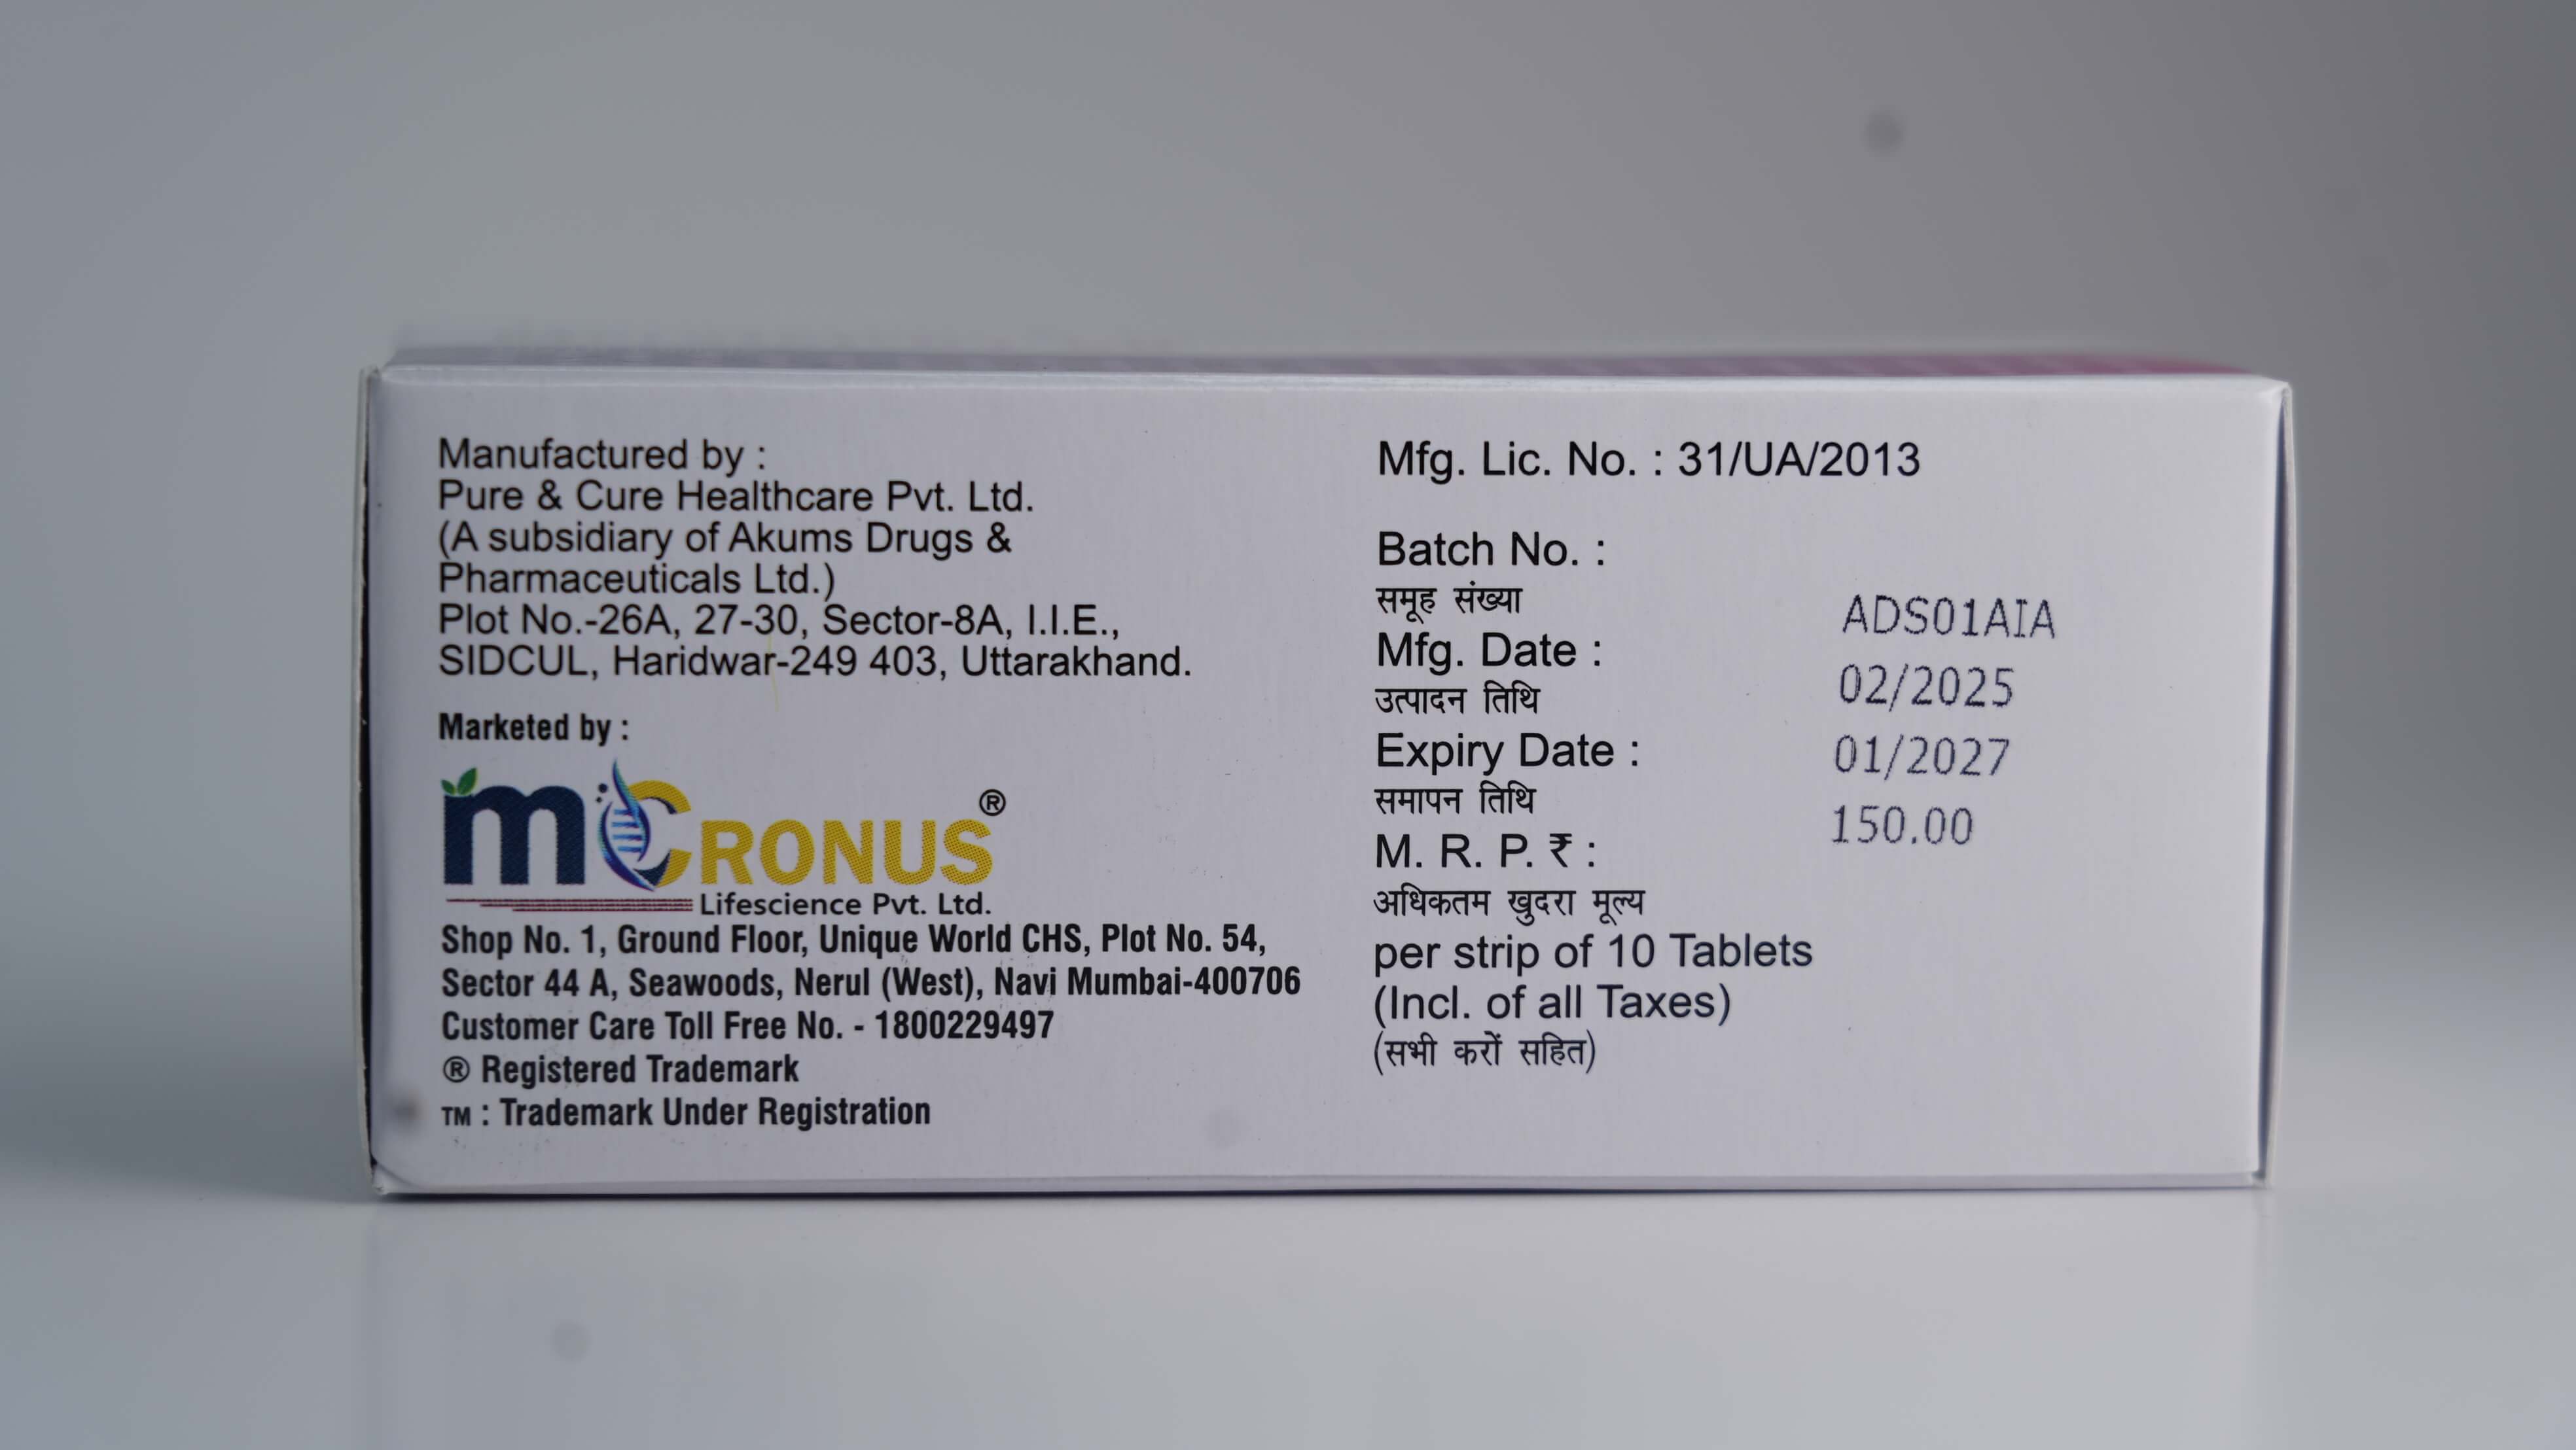 Manufactured by :
Pure & Cure Healthcare Pvt. Ltd.
(A subsidiary of Akums Drugs &
Pharmaceuticals Ltd.)
Plot No.-26A, 27-30, Sector-8A, I.I.E.,
SIDCUL, Haridwar-249 403, Uttarakhand.
Marketed by :
mCRONUS®
Lifescience Pvt. Ltd.
Shop No. 1, Ground Floor, Unique World CHS, Plot No. 54,
Sector 44 A, Seawoods, Nerul (West), Navi Mumbai-400706
Customer Care Toll Free No. - 1800229497
® Registered Trademark
TM : Trademark Under Registration
Mfg. Lic. No. : 31/UA/2013
Batch No. :
समूह संख्या
ADS01AIA
Mfg. Date :
उत्पादन तिथि
02/2025
Expiry Date :
समापन तिथि
01/2027
M. R. P. ₹ :
अधिकतम खुदरा मूल्य
150.00
per strip of 10 Tablets
(Incl. of all Taxes)
(सभी करों सहित)